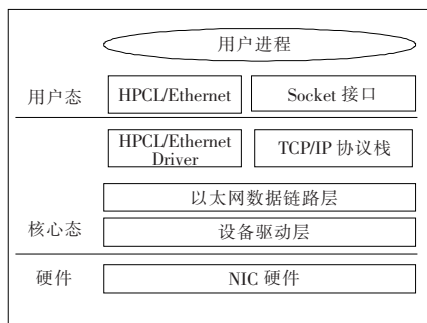 用户进程
用户态
HPCL/Ethernet
Socket 接口
HPCL/Ethernet
Driver
TCP/IP 协议栈
以太网数据链路层
核心态
设备驱动层
硬件
NIC 硬件